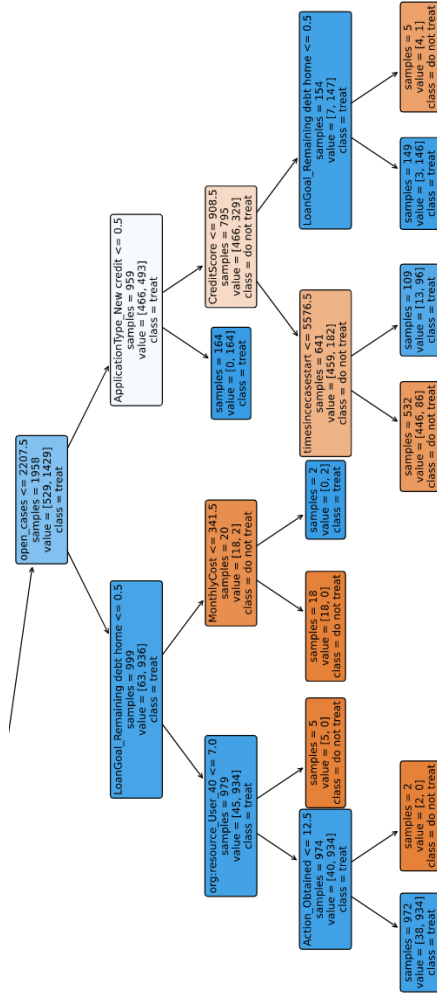 open_cases <= 2207.5
samples = 1958
value = [529, 1429]
class = treat
LoanGoal_Remaining debt home <= 0.5
samples = 999
value = [63, 936]
class = treat
ApplicationType_New credit <= 0.5
samples = 959
value = [466, 493]
class = treat
org:resource_User_40 <= 7.0
samples = 979
value = [45, 934]
class = treat
MonthlyCost <= 341.5
samples = 20
value = [18, 2]
class = do not treat
samples = 164
value = [0, 164]
class = treat
CreditScore <= 908.5
samples = 795
value = [466, 329]
class = do not treat
Action_Obtained <= 12.5
samples = 974
value = [40, 934]
class = treat
samples = 5
value = [5, 0]
class = do not treat
samples = 18
value = [18, 0]
class = do not treat
samples = 2
value = [0, 2]
class = treat
timesincecasestart <= 5576.5
samples = 641
value = [459, 182]
class = do not treat
LoanGoal_Remaining debt home <= 0.5
samples = 154
value = [7, 147]
class = treat
samples = 972
value = [38, 934]
class = treat
samples = 2
value = [2, 0]
class = do not treat
samples = 532
value = [446, 86]
class = do not treat
samples = 109
value = [13, 96]
class = treat
samples = 149
value = [3, 146]
class = treat
samples = 5
value = [4, 1]
class = do not treat